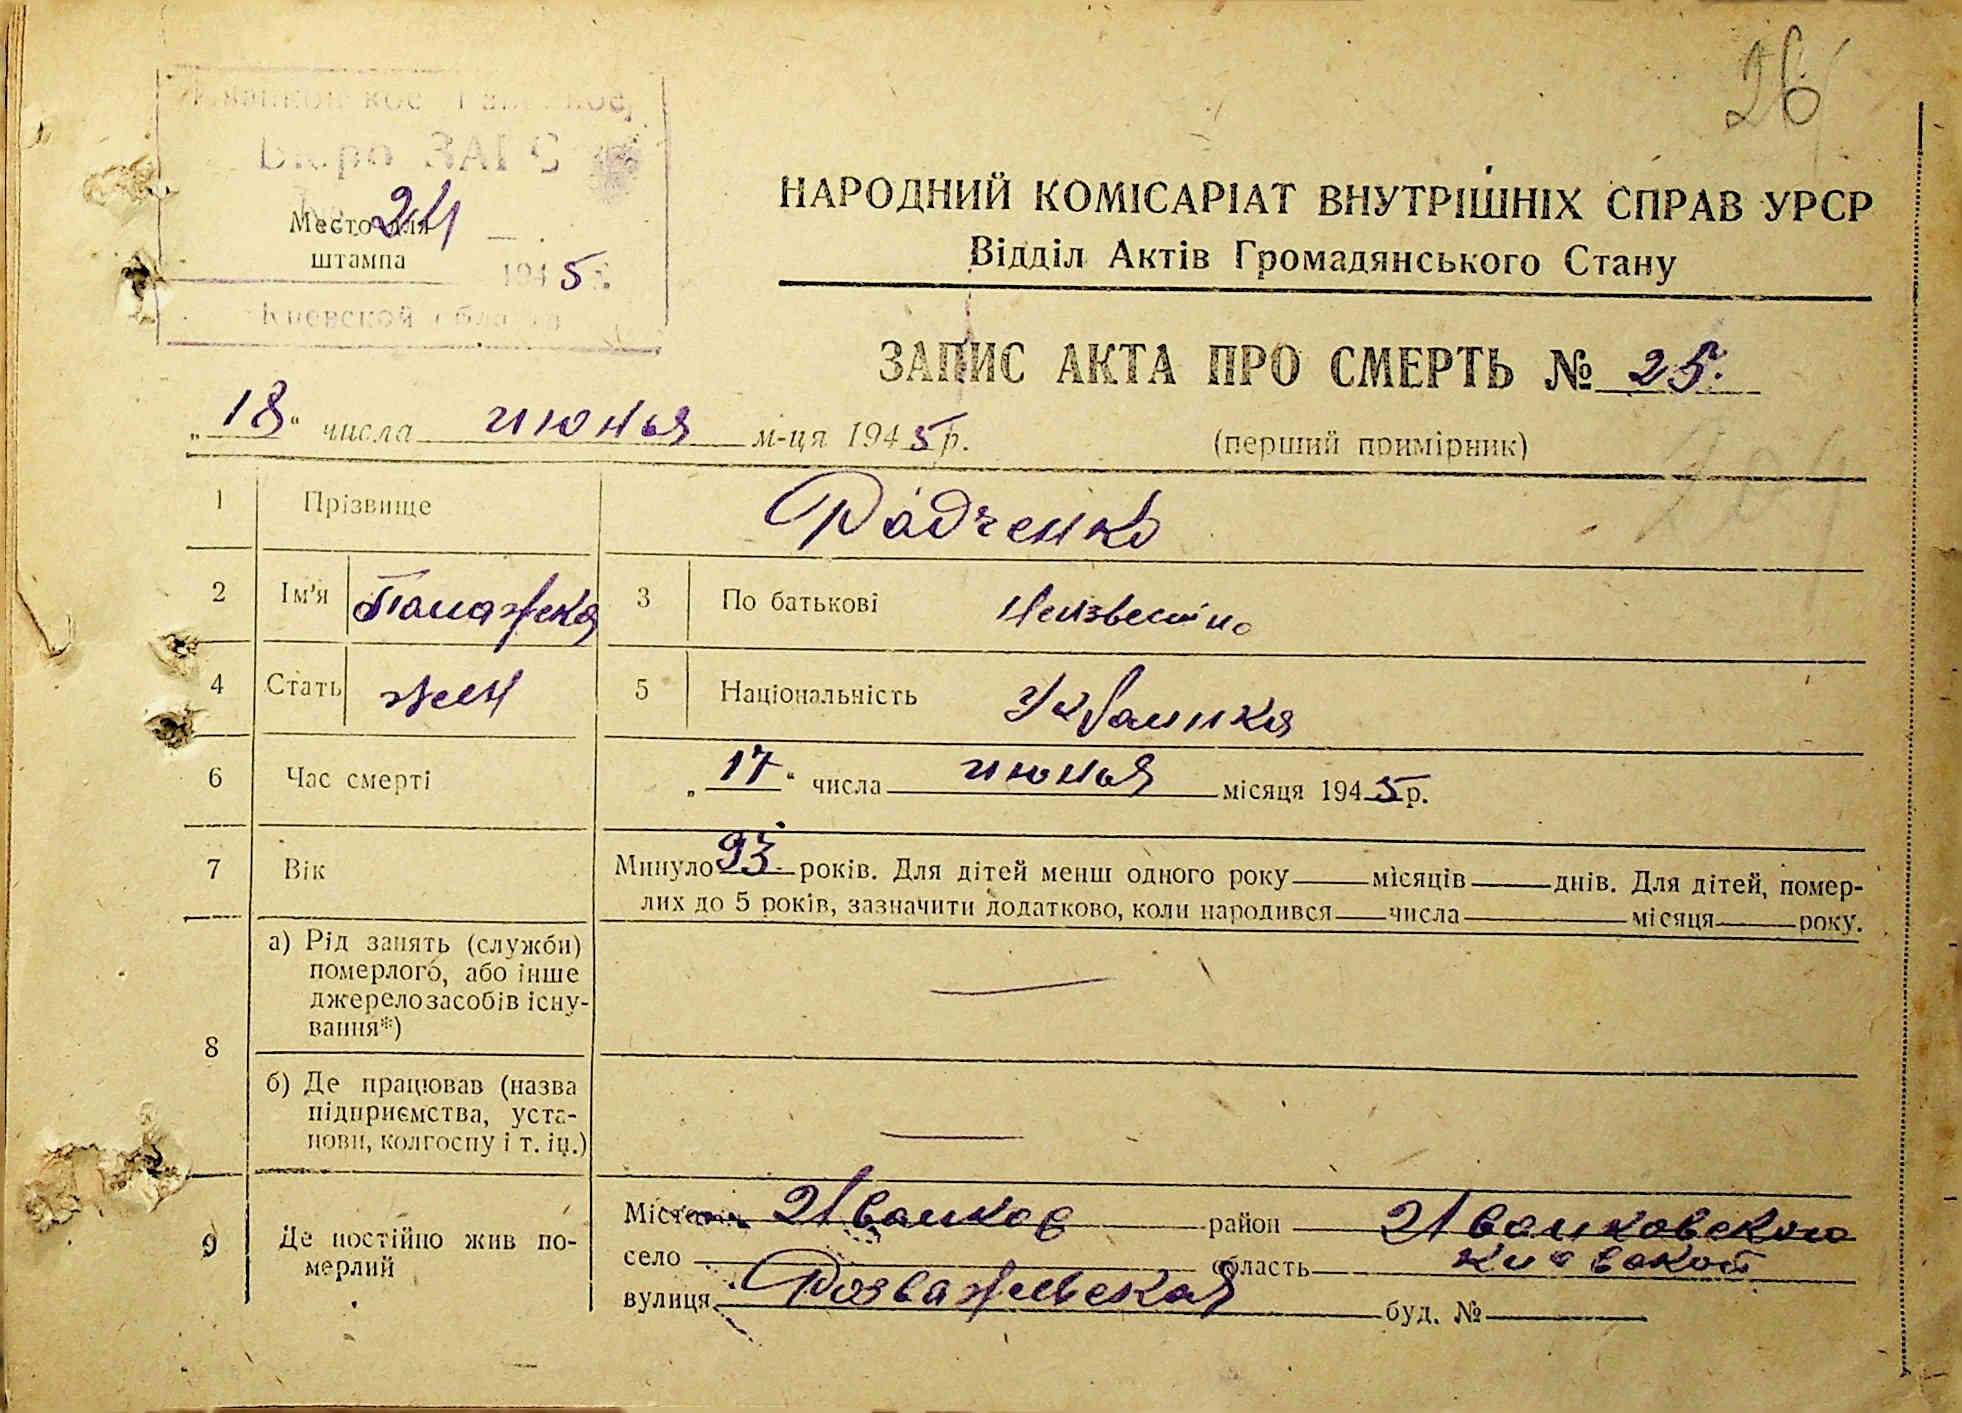 26
Бюро ЗАГС
24
Место для
штампа
1945 г.
Киевской области
НАРОДНИЙ КОМІСАРІАТ ВНУТРІШНІХ СПРАВ УРСР
Відділ Актів Громадянського Стану
ЗАПИС АКТА ПРО СМЕРТЬ № 25.
„18“ числа июнья м-ця 1945 р.
(перший примірник)
204
1 Прізвище Радченко
2 Ім'я 3 По батькові Неизвестно
4 Стать жен 5 Національність Украинка
6 Час смерті „17“ числа июнья місяця 1945 р.
7 Вік Минуло 93 років. Для дітей менш одного року місяців днів. Для дітей, помер-
лих до 5 років, зазначити додатково, коли народився числа місяця року.
8 а) Рід занять (служби)
померлого, або інше
джерело засобів існу-
вання*)
б) Де працював (назва
підприємства, уста-
нови, колгоспу і т. ін.)
9 Де постійно жив по-
мерлий
Місто Иванков район Иванковского
село область Киевской
вулиця Розважевская буд. №